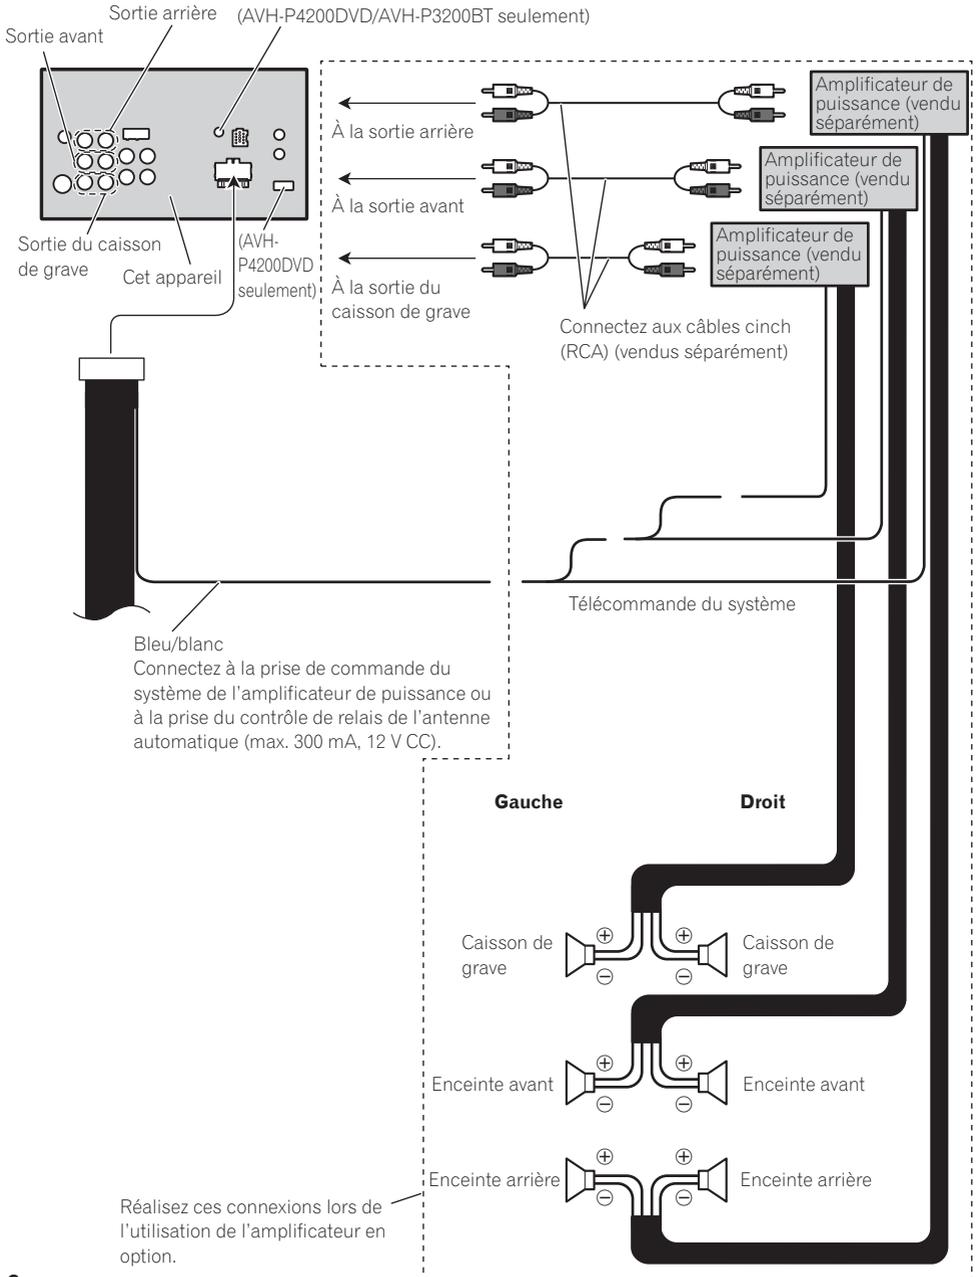 Sortie arrière
(AVH-P4200DVD/AVH-P3200BT seulement)
Sortie avant
Amplificateur de
puissance (vendu
séparément)
À la sortie arrière
Amplificateur de
puissance (vendu
séparément)
À la sortie avant
Amplificateur de
puissance (vendu
séparément)
Sortie du caisson
de grave
Cet appareil
(AVH-
P4200DVD
seulement)
À la sortie du
caisson de grave
Connectez aux câbles cinch
(RCA) (vendus séparément)
Télécommande du système
Bleu/blanc
Connectez à la prise de commande du
système de l'amplificateur de puissance ou
à la prise du contrôle de relais de l'antenne
automatique (max. 300 mA, 12 V CC).
Gauche
Droit
Caisson de
grave
⊕
⊖
⊕
⊖
Caisson de
grave
Enceinte avant
⊕
⊖
⊕
⊖
Enceinte avant
Enceinte arrière
⊕
⊖
⊕
⊖
Enceinte arrière
Réalisez ces connexions lors de
l'utilisation de l'amplificateur en
option.